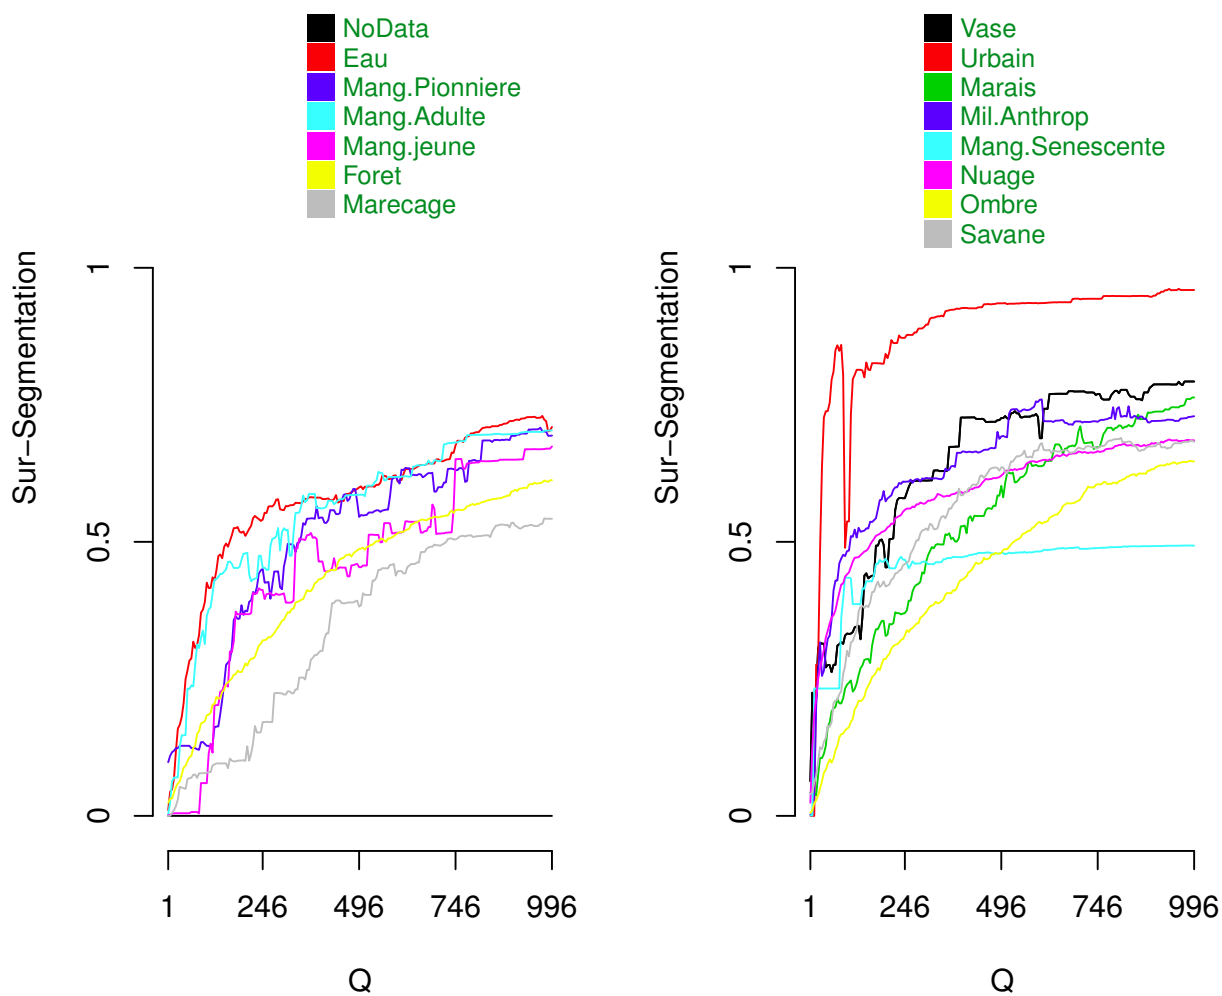 NoData
Eau
Mang.Pionniere
Mang.Adulte
Mang.jeune
Foret
Marecage
Sur−Segmentation
1
0.5
0
1 246 496 746 996
Q
Vase
Urbain
Marais
Mil.Anthrop
Mang.Senescente
Nuage
Ombre
Savane
Sur−Segmentation
1
0.5
0
1 246 496 746 996
Q